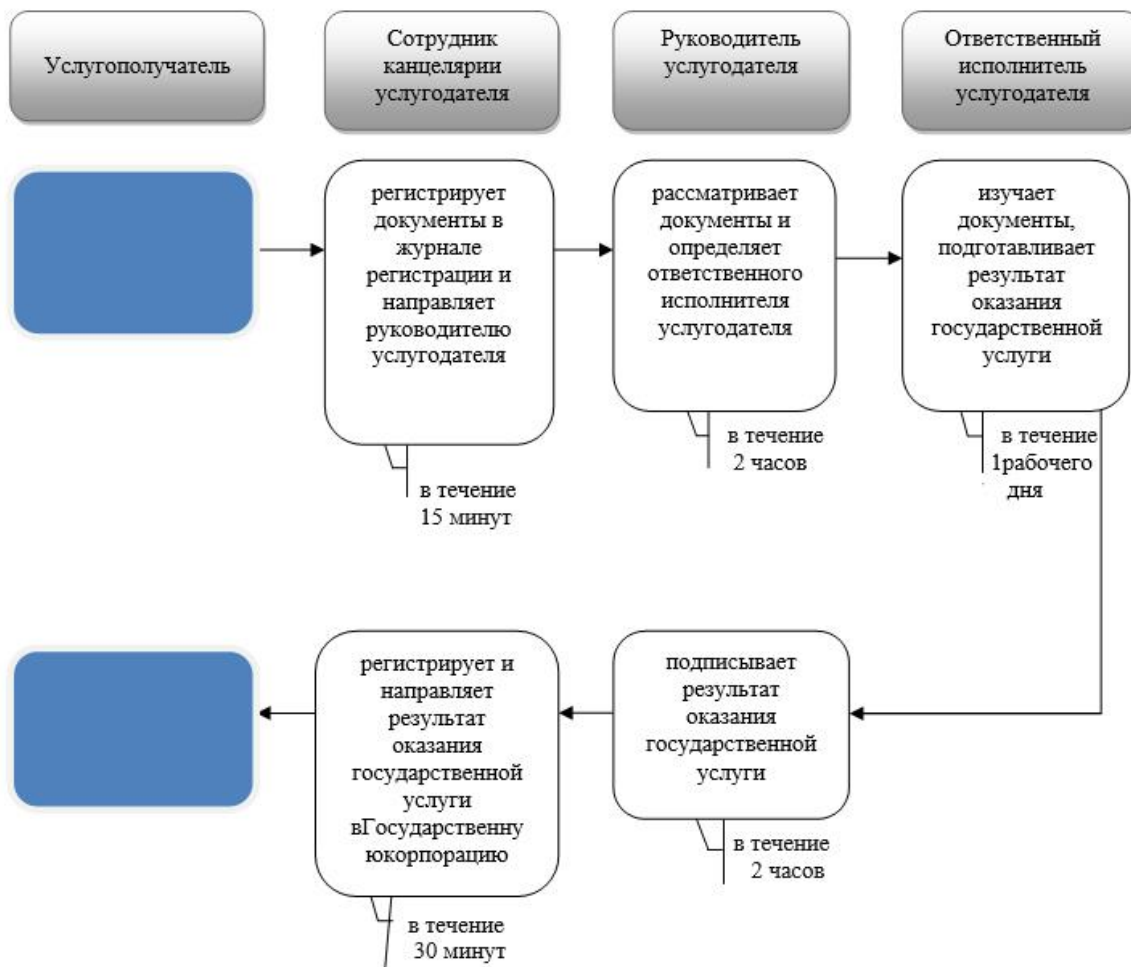 Услугополучатель
Сотрудник
канцелярии
услугодателя
Руководитель
услугодателя
Ответственный
исполнитель
услугодателя
регистрирует
документы в
журнале
регистрации и
направляет
руководителю
услугодателя
в течение
15 минут
рассматривает
документы и
определяет
ответственного
исполнителя
услугодателя
в течение
2 часов
изучает
документы,
подготавливает
результат
оказания
государственной
услуги
в течение
1рабочего
дня
подписывает
результат
оказания
государственной
услуги
в течение
2 часов
регистрирует и
направляет
результат
оказания
государственной
услуги
вГосударственну
юкорпорацию
в течение
30 минут